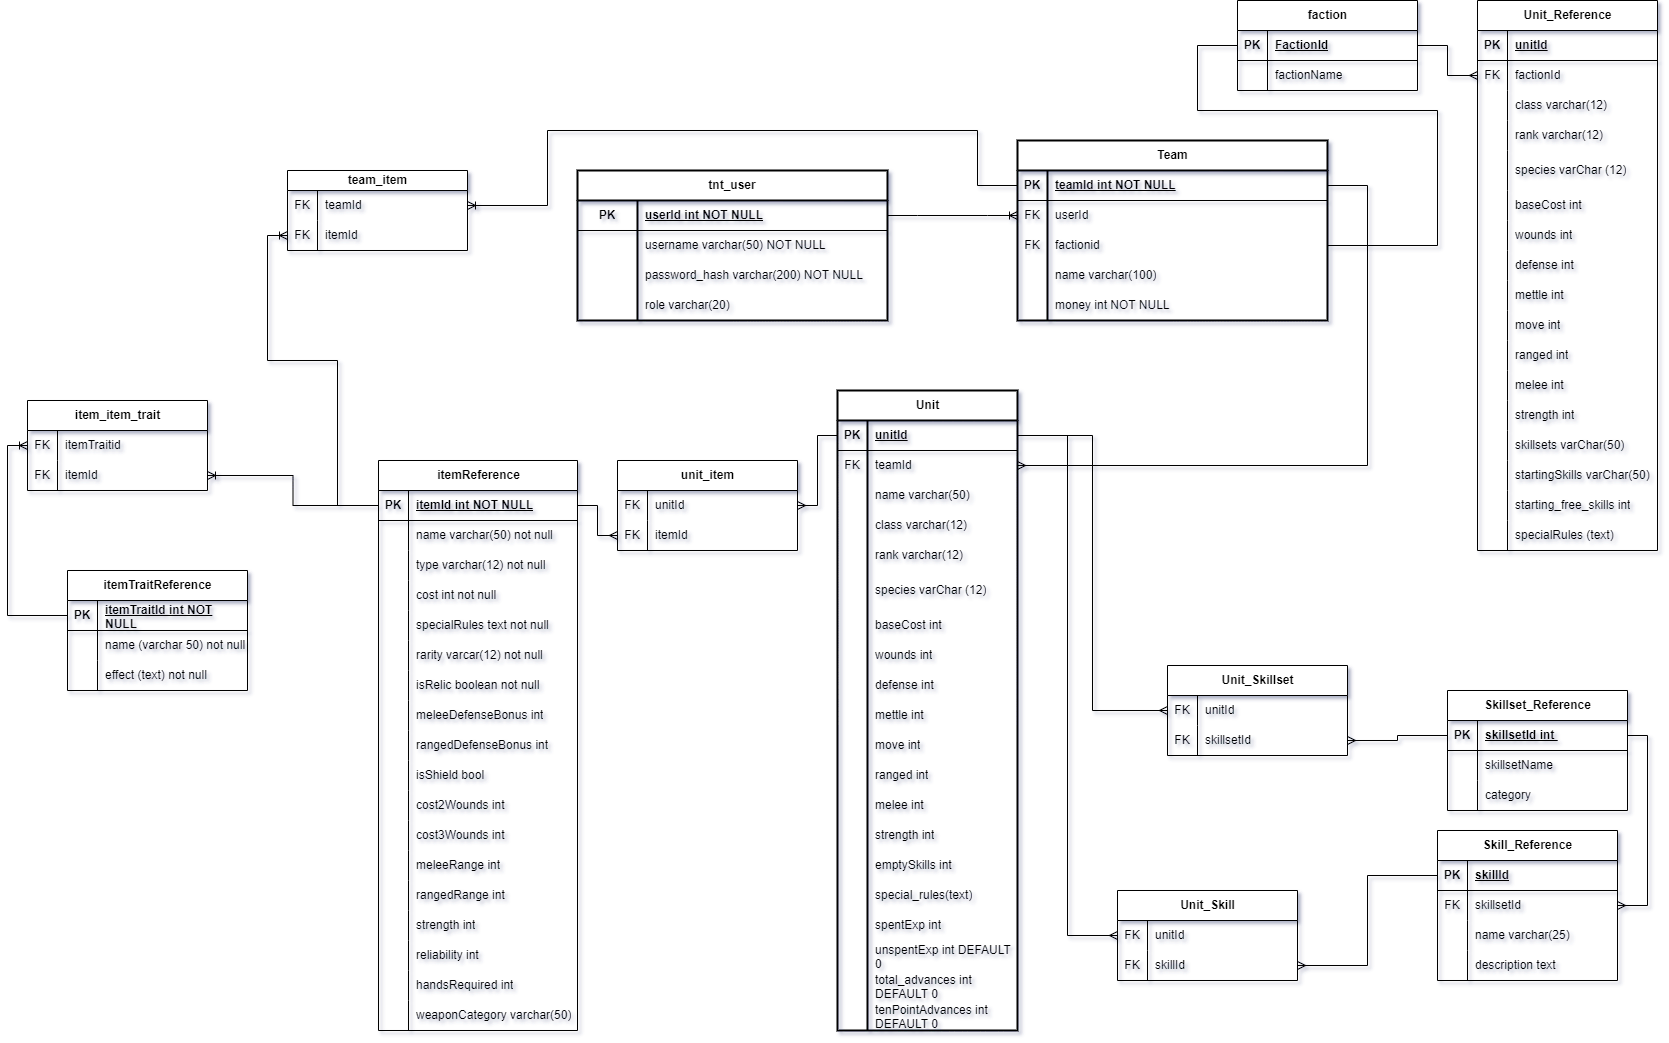 faction
PK FactionId
factionName
Unit_Reference
PK unitId
FK factionId
class varchar(12)
rank varchar(12)
species varChar (12)
baseCost int
wounds int
defense int
mettle int
move int
ranged int
melee int
strength int
skillsets varChar(50)
startingSkills varChar(50)
starting_free_skills int
specialRules (text)
team_item
FK teamId
FK itemId
tnt_user
PK userId int NOT NULL
username varchar(50) NOT NULL
password_hash varchar(200) NOT NULL
role varchar(20)
Team
PK teamId int NOT NULL
FK userId
FK factionid
name varchar(100)
money int NOT NULL
item_item_trait
FK itemTraitid
FK itemId
itemTraitReference
PK itemTraitId int NOT
NULL
name (varchar 50) not null
effect (text) not null
itemReference
PK itemId int NOT NULL
name varchar(50) not null
type varchar(12) not null
cost int not null
specialRules text not null
rarity varcar(12) not null
isRelic boolean not null
meleeDefenseBonus int
rangedDefenseBonus int
isShield bool
cost2Wounds int
cost3Wounds int
meleeRange int
rangedRange int
strength int
reliability int
handsRequired int
weaponCategory varchar(50)
unit_item
FK unitId
FK itemId
Unit
PK unitId
FK teamId
name varchar(50)
class varchar(12)
rank varchar(12)
species varChar (12)
baseCost int
wounds int
defense int
mettle int
move int
ranged int
melee int
strength int
emptySkills int
special_rules(text)
spentExp int
unspentExp int DEFAULT
0
total_advances int
DEFAULT 0
tenPointAdvances int
DEFAULT 0
Unit_Skillset
FK unitId
FK skillsetId
Skillset_Reference
PK skillsetId int
skillsetName
category
Skill_Reference
PK skillId
FK skillsetId
name varchar(25)
description text
Unit_Skill
FK unitId
FK skillId